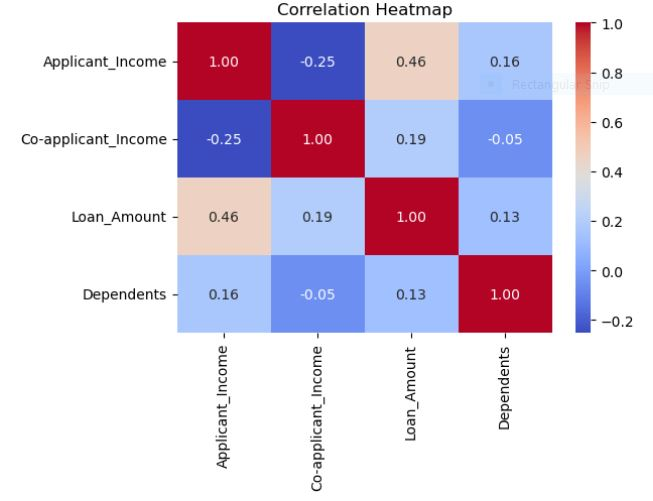 Correlation Heatmap
Applicant_Income 1.00 -0.25 0.46 0.16
Co-applicant_Income -0.25 1.00 0.19 -0.05
Loan_Amount 0.46 0.19 1.00 0.13
Dependents 0.16 -0.05 0.13 1.00
Applicant_Income
Co-applicant_Income
Loan_Amount
Dependents
1.0
0.8
0.6
0.4
0.2
0.0
−0.2
Rectangular Snip